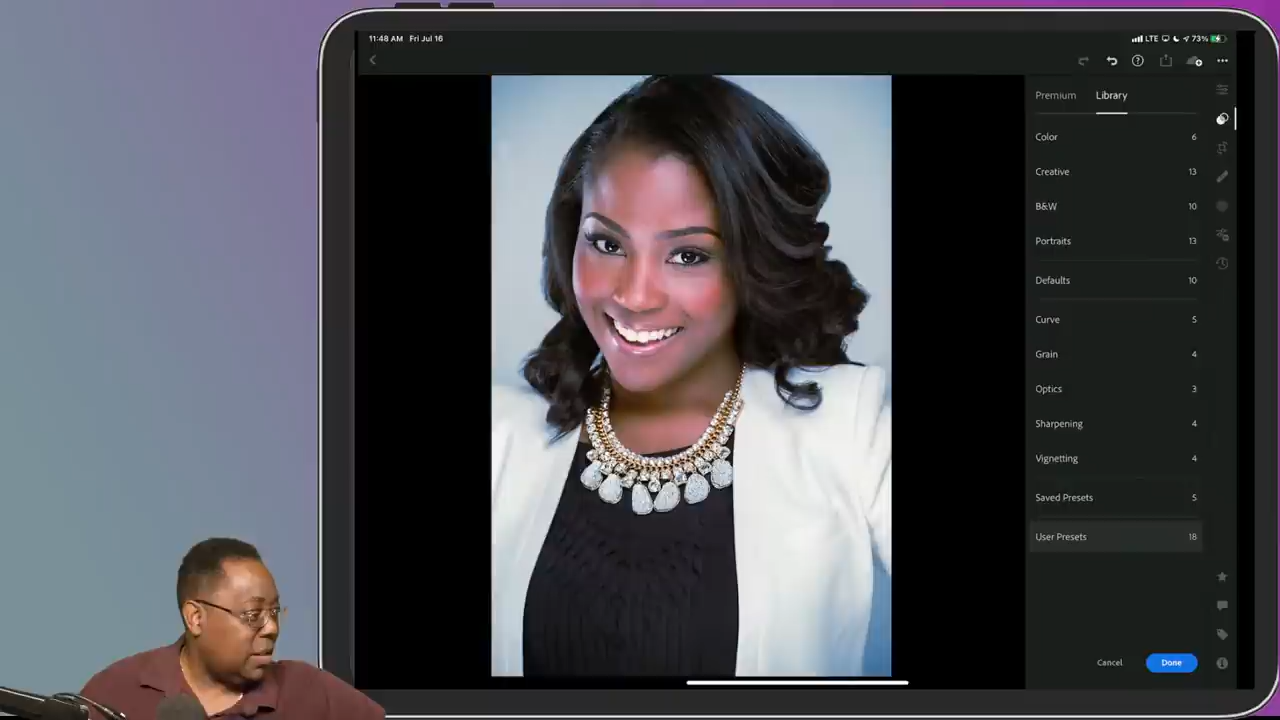 11:48 AM Fri Jul 16
LTE 73%
Premium Library
Color 6
Creative 13
B&W 10
Portraits 13
Defaults 10
Curve 5
Grain 4
Optics 3
Sharpening 4
Vignetting 4
Saved Presets 5
User Presets 18
Cancel Done